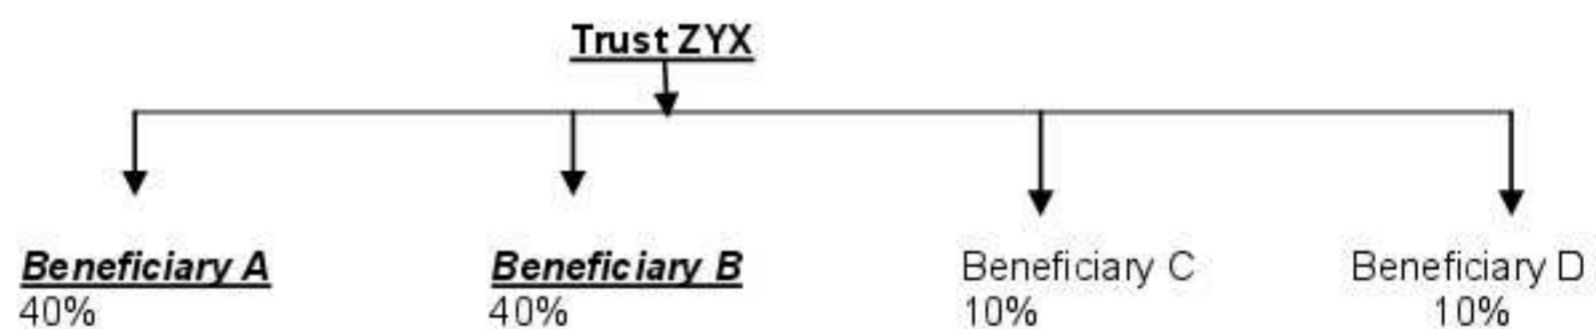 Trust ZYX
Beneficiary A
40%
Beneficiary B
40%
Beneficiary C
10%
Beneficiary D
10%